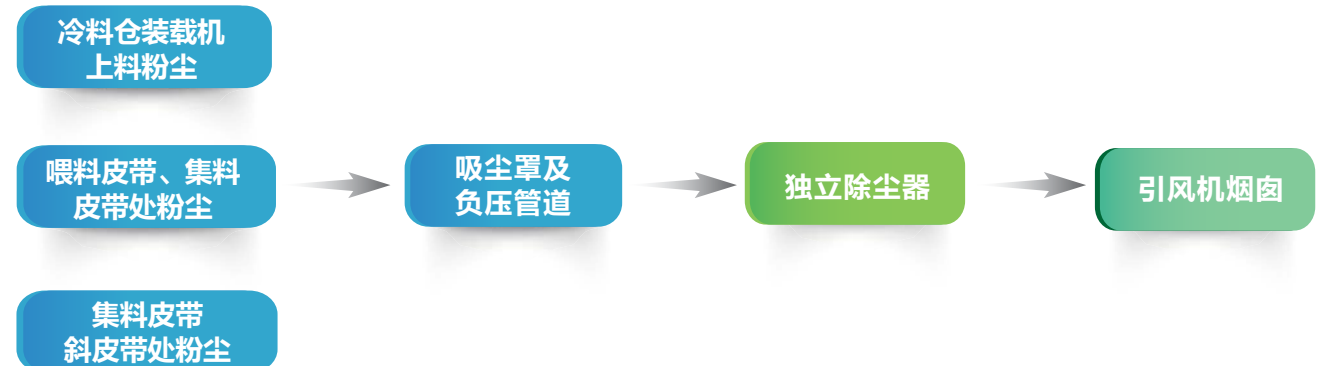 冷料仓装载机
上料粉尘
喂料皮带、集料
皮带处粉尘
集料皮带
斜皮带处粉尘
吸尘罩及
负压管道
独立除尘器
引风机烟囱